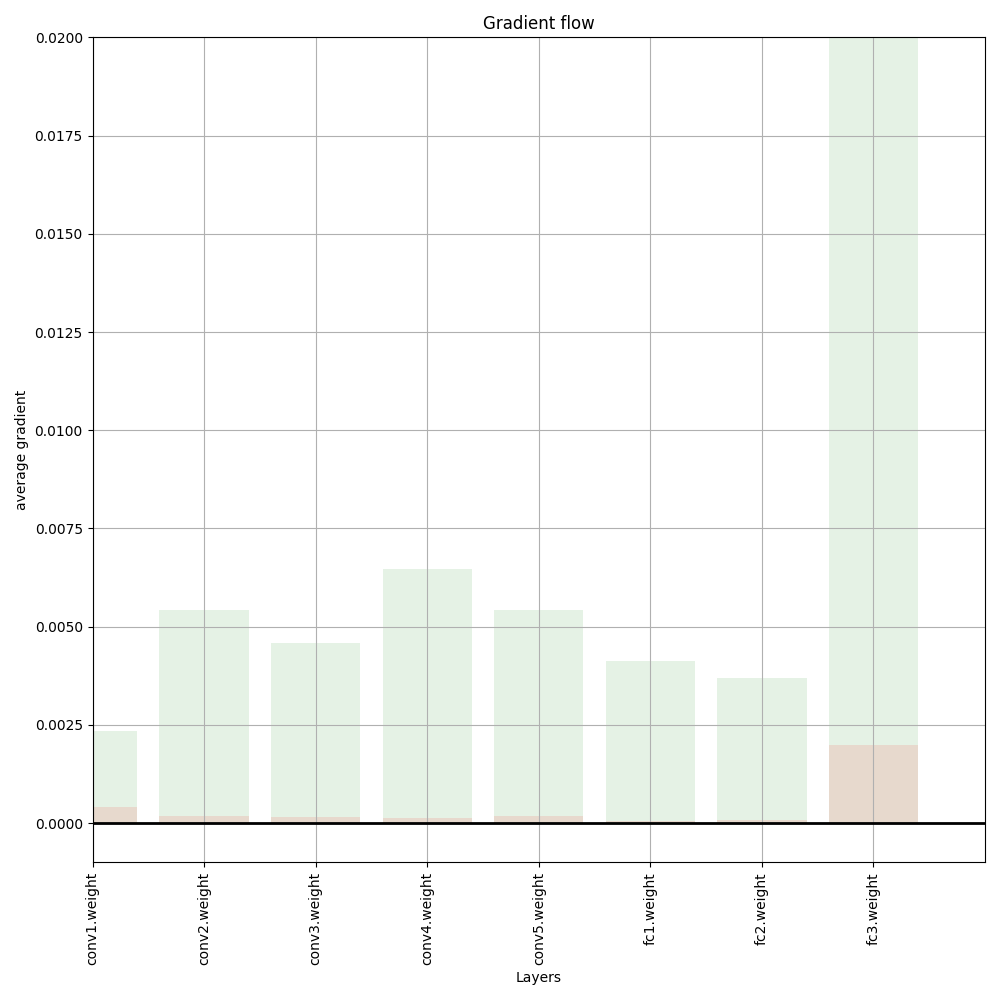 Gradient flow
0.0200
0.0175
0.0150
0.0125
0.0100
0.0075
0.0050
0.0025
0.0000
average gradient
conv1.weight
conv2.weight
conv3.weight
conv4.weight
conv5.weight
fc1.weight
fc2.weight
fc3.weight
Layers